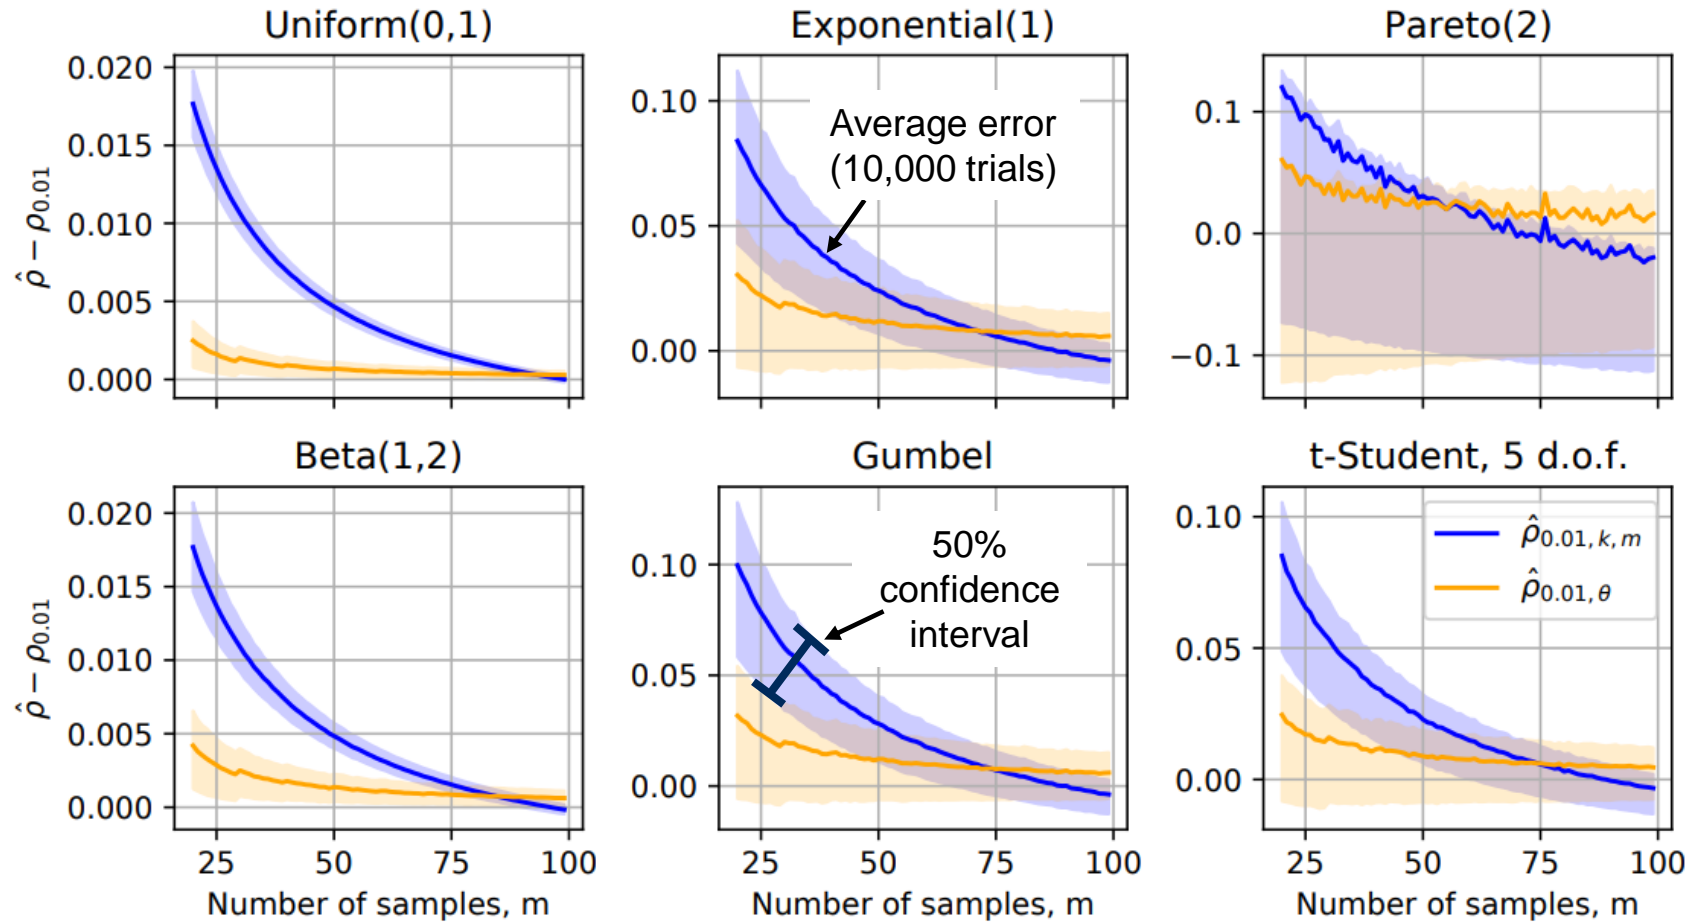 Uniform(0,1)
Exponential(1)
Pareto(2)
0.020
0.015
0.010
0.005
0.000
ρ̂ − ρ0.01
0.10
0.05
0.00
Average error
(10,000 trials)
0.1
0.0
−0.1
Beta(1,2)
Gumbel
t-Student, 5 d.o.f.
0.020
0.015
0.010
0.005
0.000
ρ̂ − ρ0.01
25
50
75
100
Number of samples, m
0.10
0.05
0.00
50%
confidence
interval
25
50
75
100
Number of samples, m
0.10
0.05
0.00
ρ̂0.01, k, m
ρ̂0.01, θ
25
50
75
100
Number of samples, m